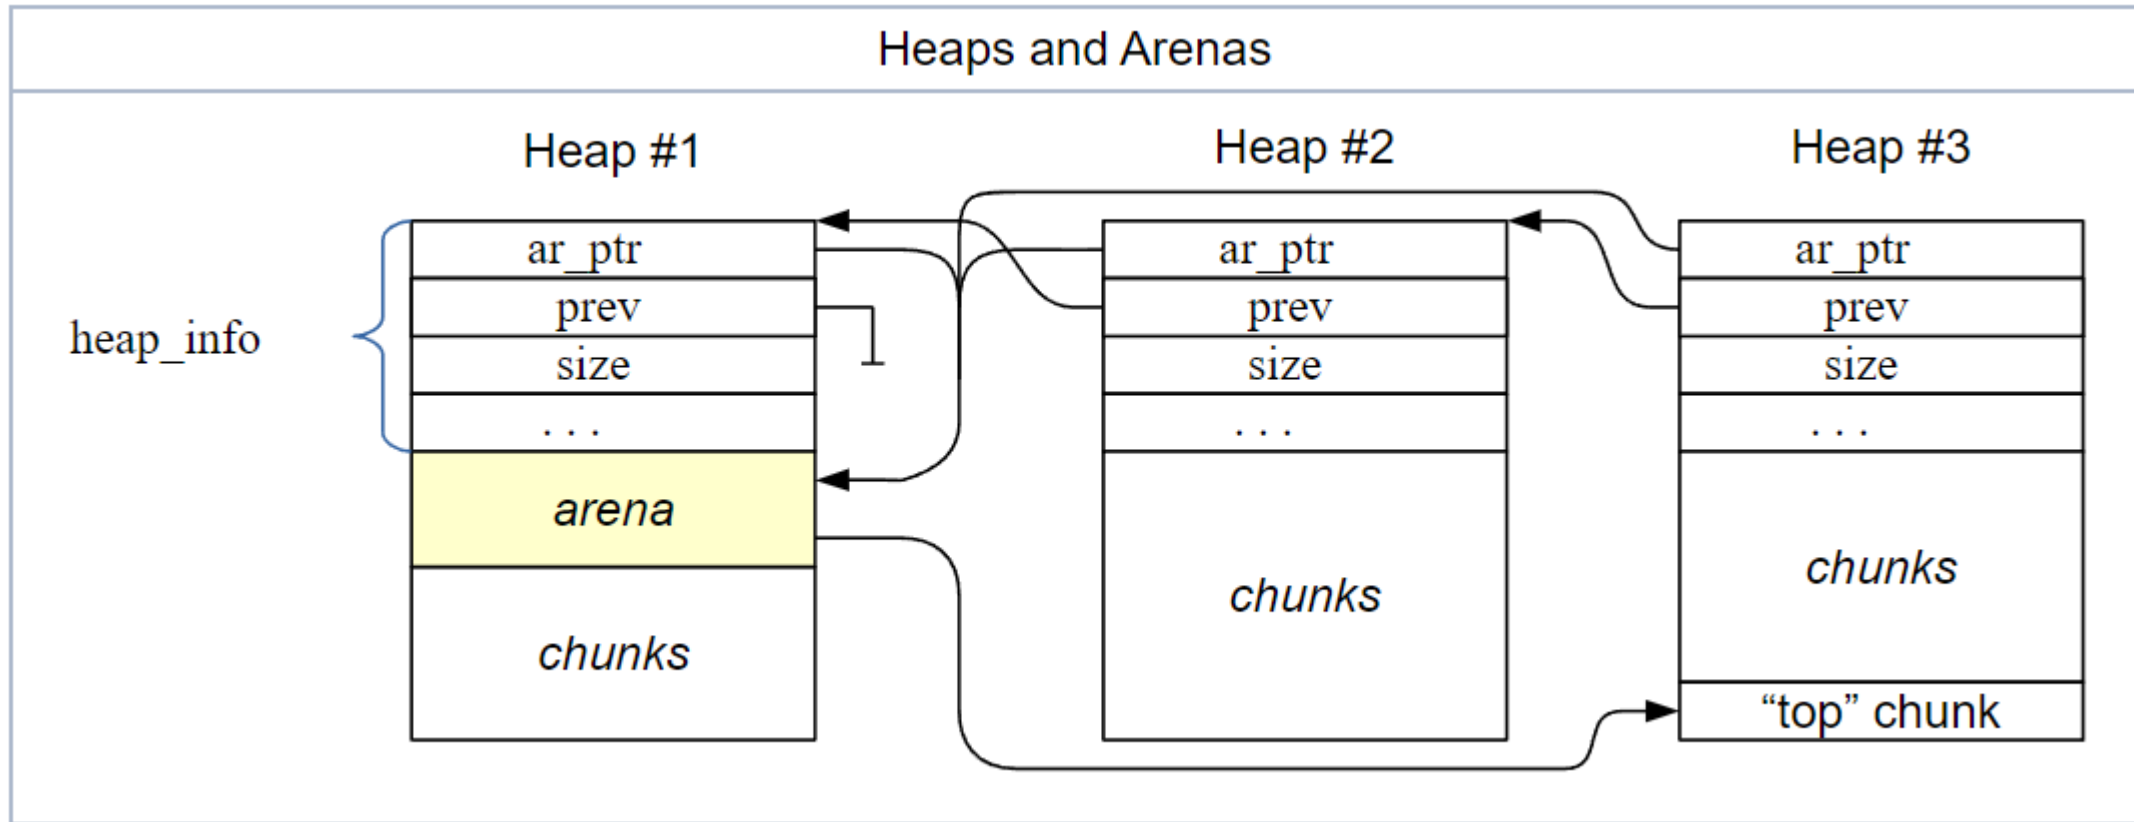 Heaps and Arenas
Heap #1
Heap #2
Heap #3
heap_info
ar_ptr
prev
size
. . .
arena
chunks
ar_ptr
prev
size
. . .
chunks
ar_ptr
prev
size
. . .
chunks
“top” chunk